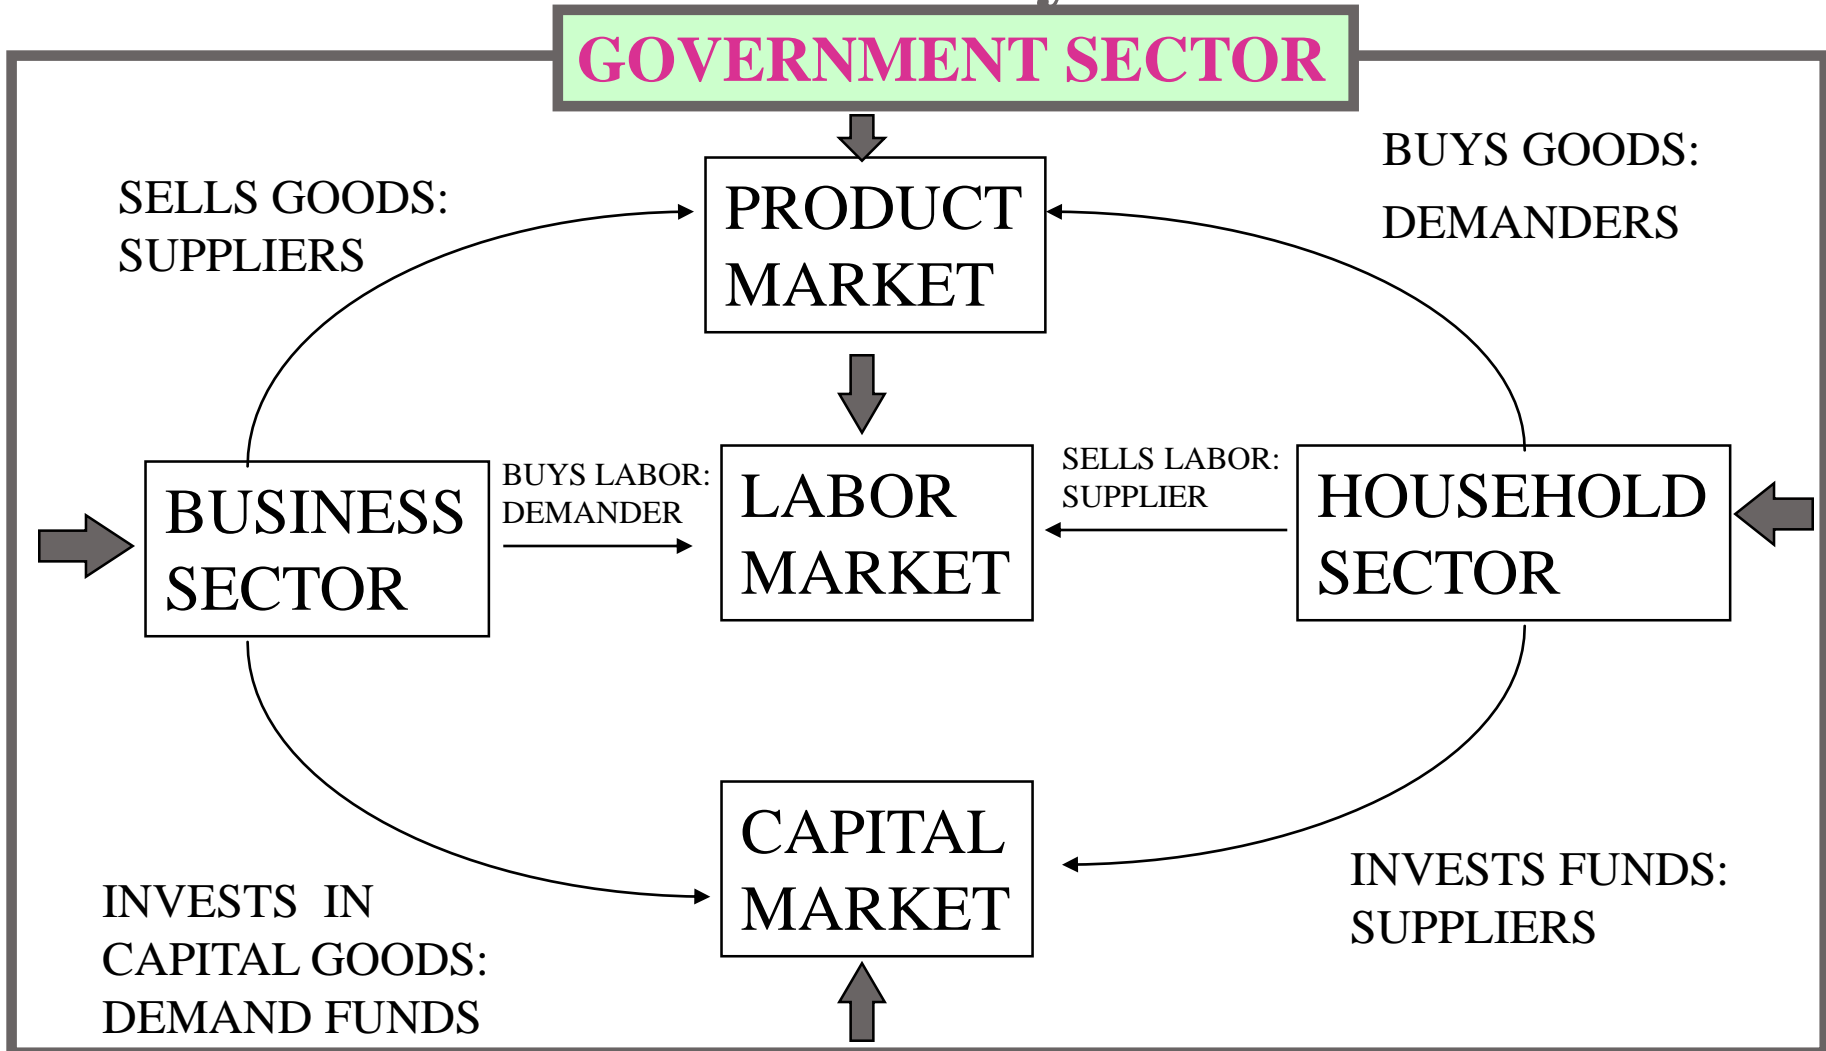 GOVERNMENT SECTOR
SELLS GOODS:
SUPPLIERS
PRODUCT
MARKET
BUYS GOODS:
DEMANDERS
BUSINESS
SECTOR
BUYS LABOR:
DEMANDER
LABOR
MARKET
SELLS LABOR:
SUPPLIER
HOUSEHOLD
SECTOR
INVESTS IN
CAPITAL GOODS:
DEMAND FUNDS
CAPITAL
MARKET
INVESTS FUNDS:
SUPPLIERS